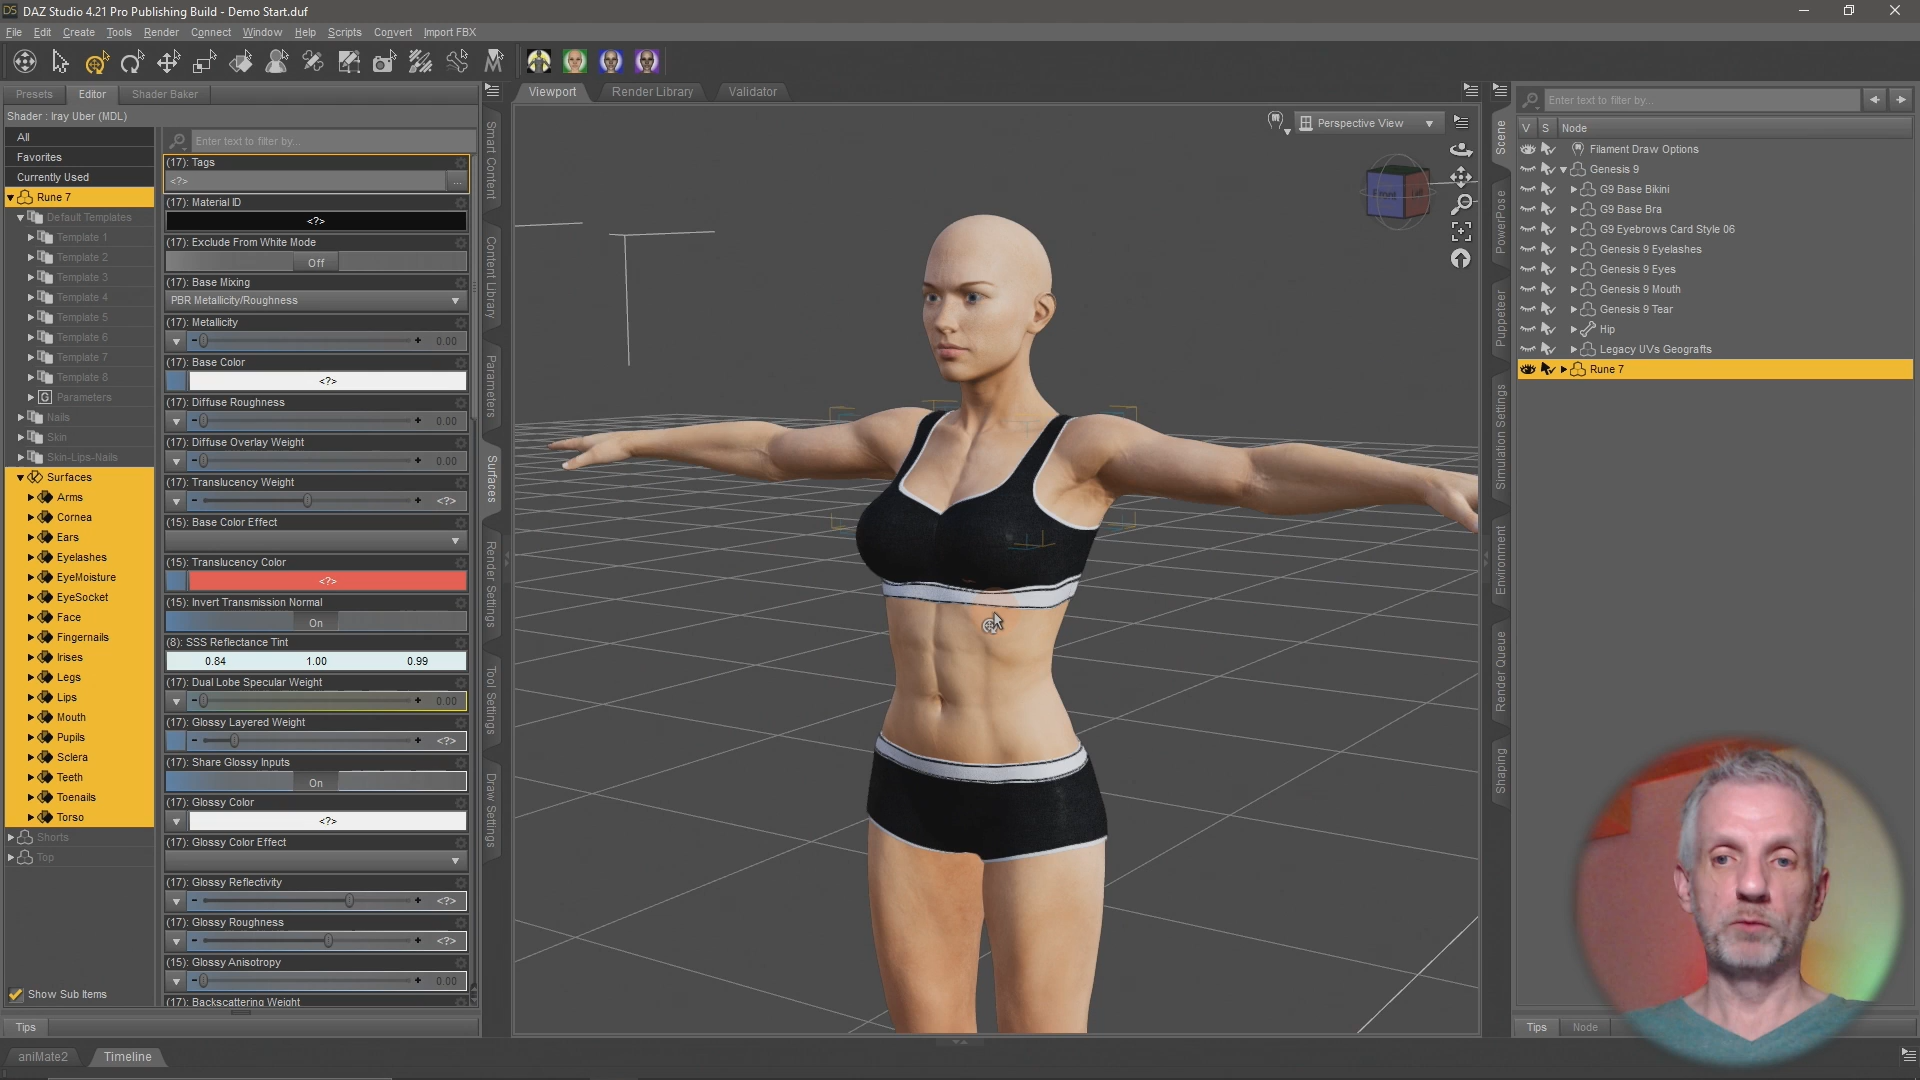 DAZ Studio 4.21 Pro Publishing Build - Demo Start.duf
File Edit Create Tools Render Connect Window Help Scripts Convert Import FBX
Presets Editor Shader Baker
Shader : Iray Uber (MDL)
All
Favorites
Currently Used
Rune 7
Default Templates
Template 1
Template 2
Template 3
Template 4
Template 5
Template 6
Template 7
Template 8
Parameters
Nails
Skin
Skin-Lips-Nails
Surfaces
Arms
Cornea
Ears
Eyelashes
EyeMoisture
EyeSocket
Face
Fingernails
Irises
Legs
Lips
Mouth
Pupils
Sclera
Teeth
Toenails
Torso
Shorts
Top
Show Sub Items
Tips
Enter text to filter by...
(17): Tags
<?> ...
(17): Material ID
<?>
(17): Exclude From White Mode
Off
(17): Base Mixing
PBR Metallicity/Roughness
(17): Metallicity
0.00
(17): Base Color
<?>
(17): Diffuse Roughness
0.00
(17): Diffuse Overlay Weight
0.00
(17): Translucency Weight
<?>
(15): Base Color Effect
(15): Translucency Color
<?>
(15): Invert Transmission Normal
On
(8): SSS Reflectance Tint
0.84 1.00 0.99
(17): Dual Lobe Specular Weight
0.00
(17): Glossy Layered Weight
<?>
(17): Share Glossy Inputs
On
(17): Glossy Color
<?>
(17): Glossy Color Effect
(17): Glossy Reflectivity
<?>
(17): Glossy Roughness
<?>
(15): Glossy Anisotropy
0.00
(17): Backscattering Weight
Smart Content
Content Library
Parameters
Surfaces
Render Settings
Tool Settings
Draw Settings
Viewport Render Library Validator
Perspective View
Front
Scene
PowerPose
Puppeteer
Simulation Settings
Environment
Render Queue
Shaping
Enter text to filter by...
V S Node
Filament Draw Options
Genesis 9
G9 Base Bikini
G9 Base Bra
G9 Eyebrows Card Style 06
Genesis 9 Eyelashes
Genesis 9 Eyes
Genesis 9 Mouth
Genesis 9 Tear
Hip
Legacy UVs Geografts
Rune 7
Tips Node
aniMate2 Timeline